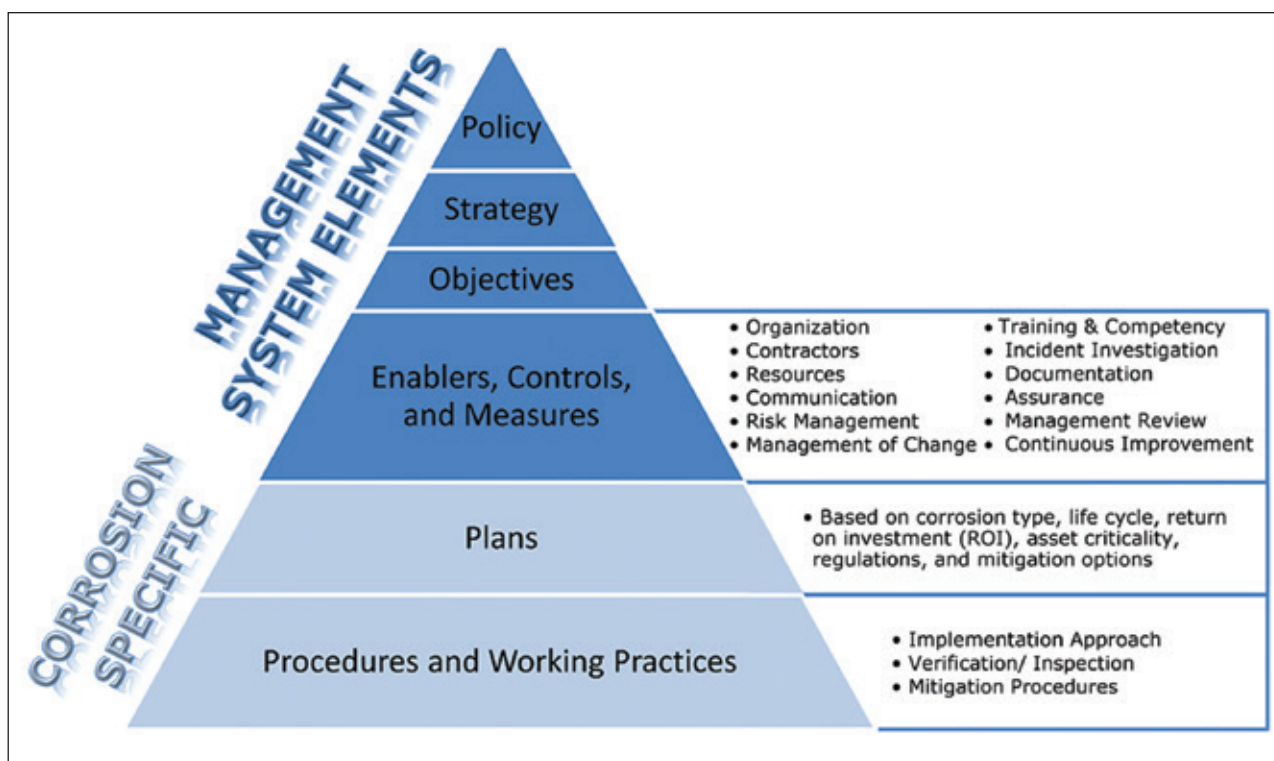 MANAGEMENT
SYSTEM ELEMENTS
Policy
Strategy
Objectives
Enablers, Controls,
and Measures
• Organization
• Contractors
• Resources
• Communication
• Risk Management
• Management of Change
• Training & Competency
• Incident Investigation
• Documentation
• Assurance
• Management Review
• Continuous Improvement
CORROSION
SPECIFIC
Plans
• Based on corrosion type, life cycle, return
on investment (ROI), asset criticality,
regulations, and mitigation options
Procedures and Working Practices
• Implementation Approach
• Verification/ Inspection
• Mitigation Procedures